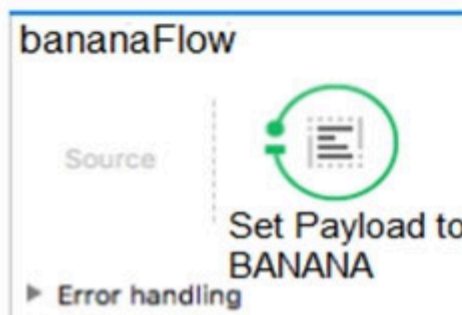 bananaFlow
Source
Set Payload to
BANANA
Error handling